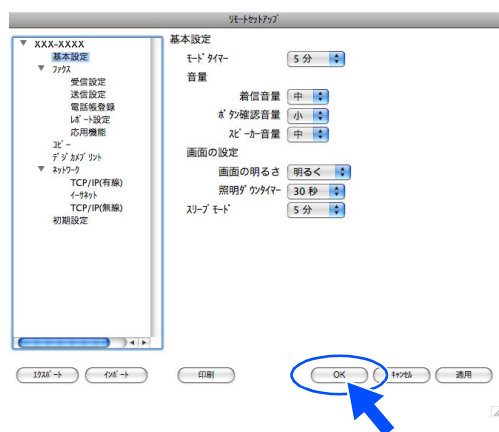 ﾘﾓｰﾄｾｯﾄｱｯﾌﾟ
XXX-XXXX
基本設定
ﾌｧｸｽ
受信設定
送信設定
電話帳登録
ﾚﾎﾟｰﾄ設定
応用機能
ｺﾋﾟｰ
ﾃﾞｼﾞｶﾒﾌﾟﾘﾝﾄ
ﾈｯﾄﾜｰｸ
TCP/IP(有線)
ｲｰｻﾈｯﾄ
TCP/IP(無線)
初期設定
基本設定
ﾓｰﾄﾞﾀｲﾏｰ 5 分
音量
着信音量 中
ﾎﾞﾀﾝ確認音量 小
ｽﾋﾟｰｶｰ音量 中
画面の設定
画面の明るさ 明るく
照明ﾀﾞｳﾝﾀｲﾏｰ 30 秒
ｽﾘｰﾌﾟﾓｰﾄﾞ 5 分
ｴｸｽﾎﾟｰﾄ ｲﾝﾎﾟｰﾄ 印刷 OK ｷｬﾝｾﾙ 適用